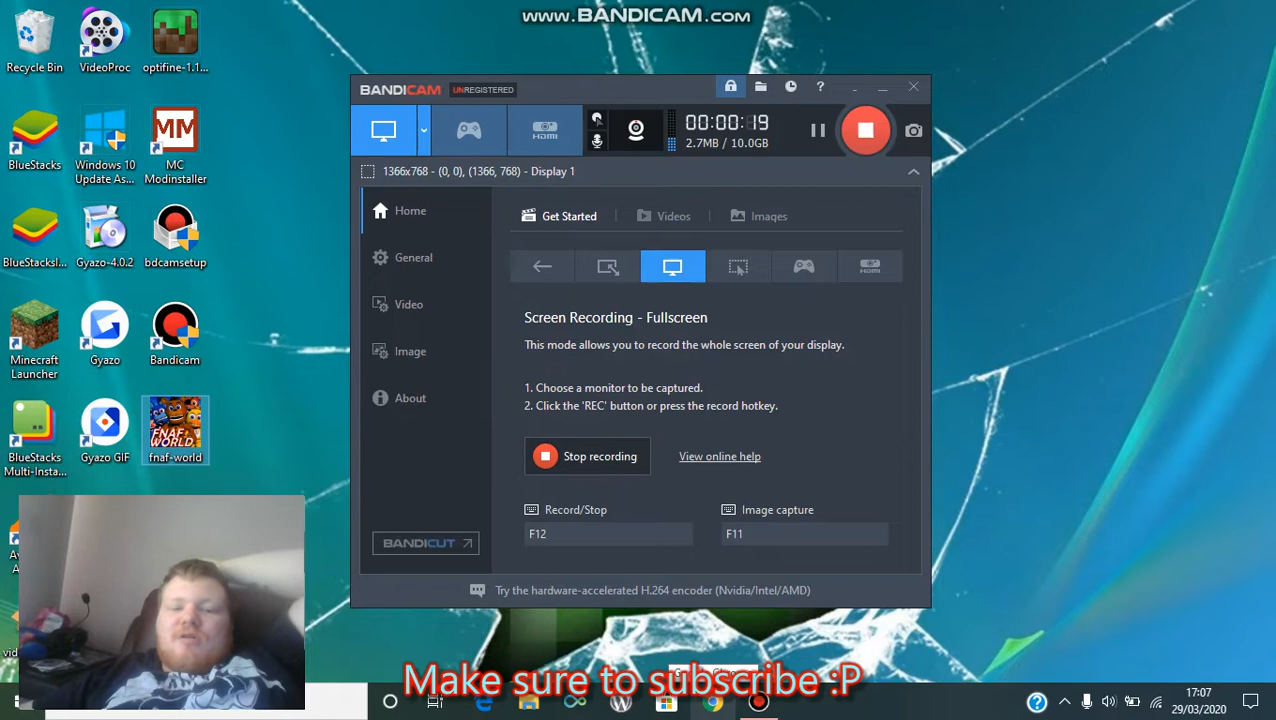 www.BANDICAM.com
Recycle Bin
VideoProc
optifine-1.1...
BANDICAM UNREGISTERED
00:00:19
2.7MB / 10.0GB
HDMI
BlueStacks
Windows 10 Update As...
MC Modinstaller
1366x768 - (0, 0), (1366, 768) - Display 1
Home
Get Started
Videos
Images
General
HDMI
BlueStacksI...
Gyazo-4.0.2
bdcamsetup
Video
Screen Recording - Fullscreen
This mode allows you to record the whole screen of your display.
Image
Minecraft Launcher
Gyazo
Bandicam
1. Choose a monitor to be captured.
2. Click the 'REC' button or press the record hotkey.
About
FNAF WORLD
Stop recording
View online help
BlueStacks Multi-Insta...
Gyazo GIF
fnaf-world
Record/Stop
Image capture
F12
F11
BANDICUT
Try the hardware-accelerated H.264 encoder (Nvidia/Intel/AMD)
Make sure to subscribe :P
17:07
29/03/2020